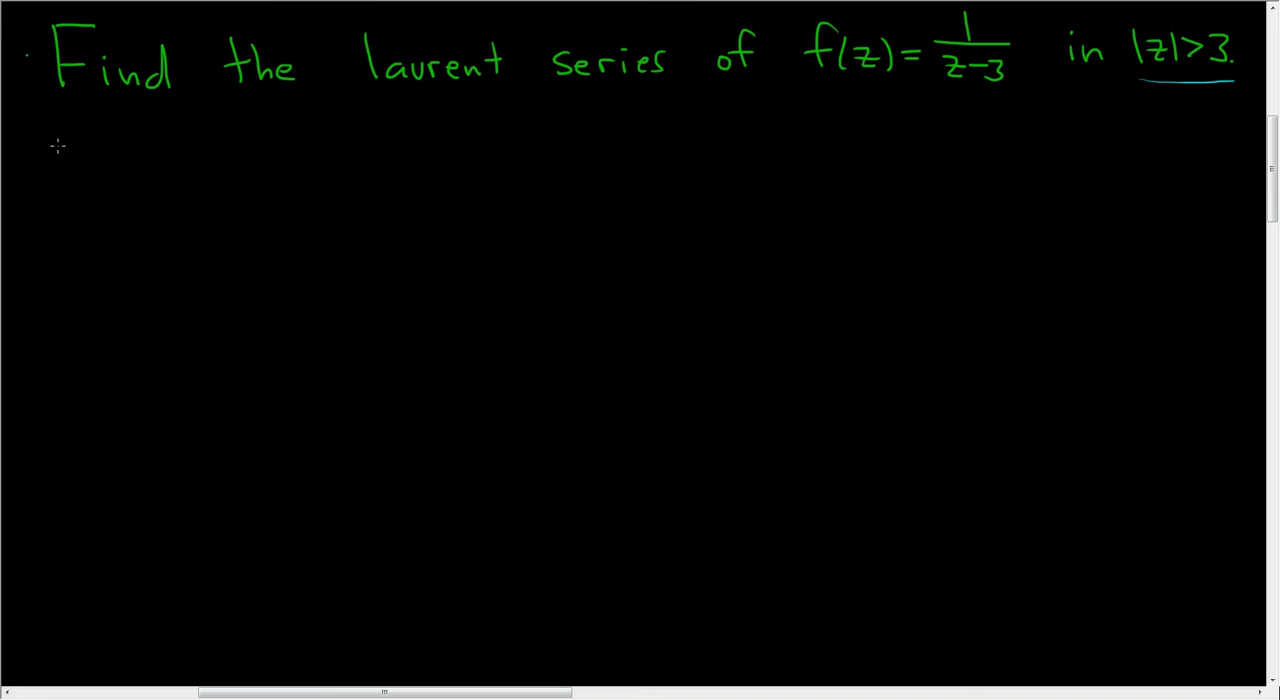 Find the laurent series of f(z) = 1/(z-3) in |z|>3.